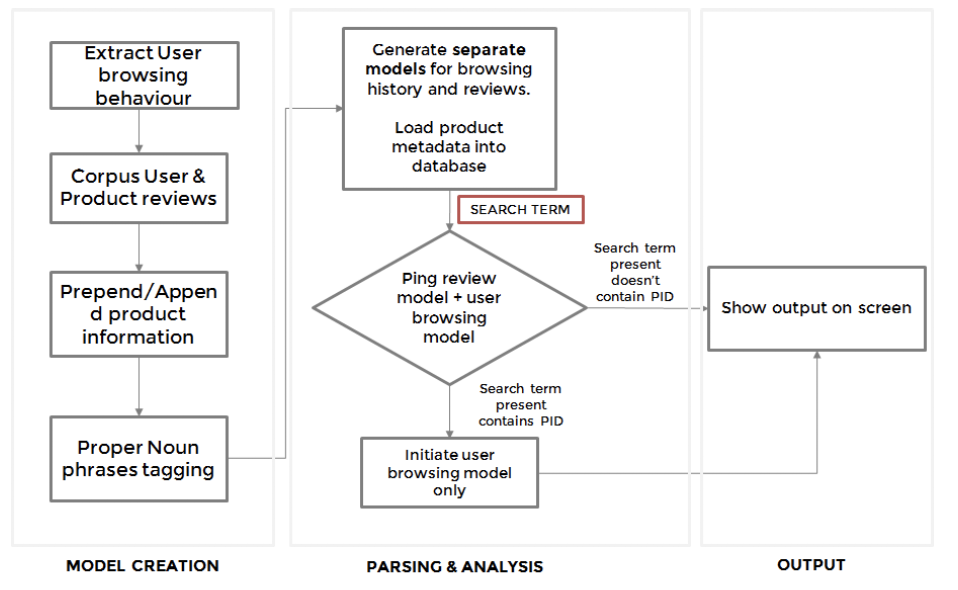 Extract User
browsing
behaviour
Corpus User &
Product reviews
Prepend/Appen
d product
information
Proper Noun
phrases tagging
MODEL CREATION
Generate separate
models for browsing
history and reviews.
Load product
metadata into
database
SEARCH TERM
Ping review
model + user
browsing
model
Search term
present
doesn't
contain PID
Search term
present
contains PID
Initiate user
browsing model
only
PARSING & ANALYSIS
Show output on screen
OUTPUT